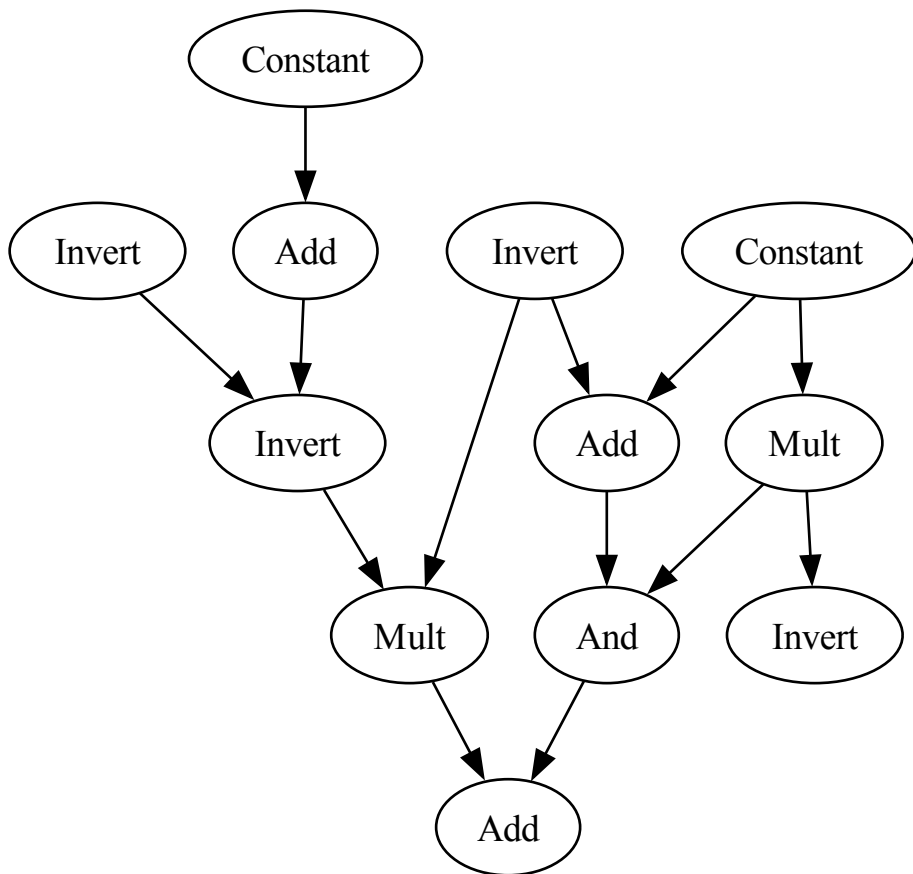 Constant
Invert
Add
Invert
Constant
Invert
Add
Mult
Mult
And
Invert
Add